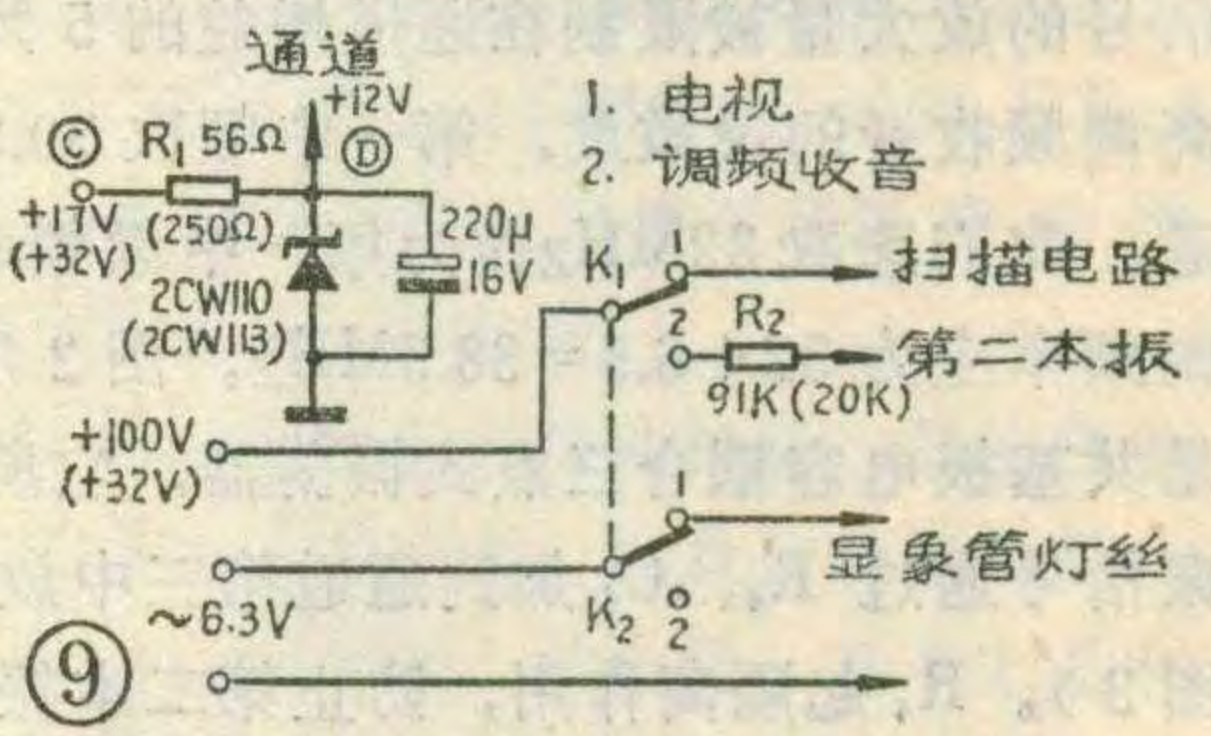 通道
+12V
Ⓒ R₁ 56Ω Ⓓ
+17V
(+32V)
(250Ω)
2CW110
(2CW113)
220μ
16V
1. 电视
2. 调频收音
K₁ 1
扫描电路
2 R₂
第二本振
91K(20K)
+100V
(+32V)
1
显象管灯丝
~6.3V
K₂ 2
⑨